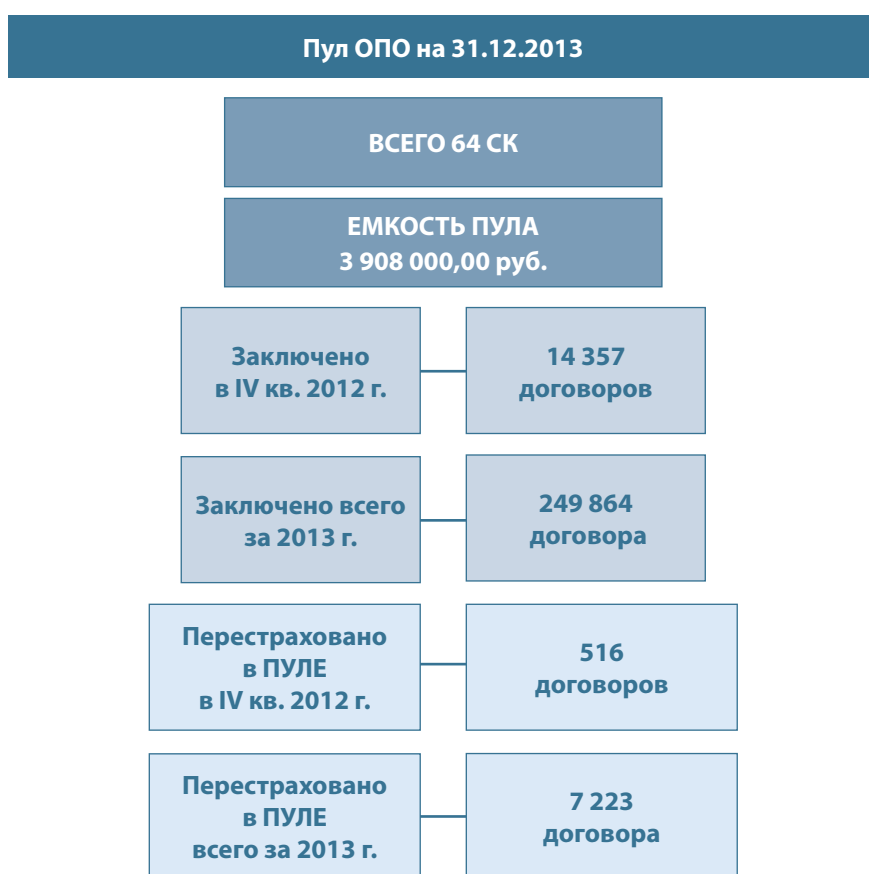 Пул ОПО на 31.12.2013
ВСЕГО 64 СК
ЕМКОСТЬ ПУЛА
3 908 000,00 руб.
Заключено
в IV кв. 2012 г.
14 357
договоров
Заключено всего
за 2013 г.
249 864
договора
Перестраховано
в ПУЛЕ
в IV кв. 2012 г.
516
договоров
Перестраховано
в ПУЛЕ
всего за 2013 г.
7 223
договора